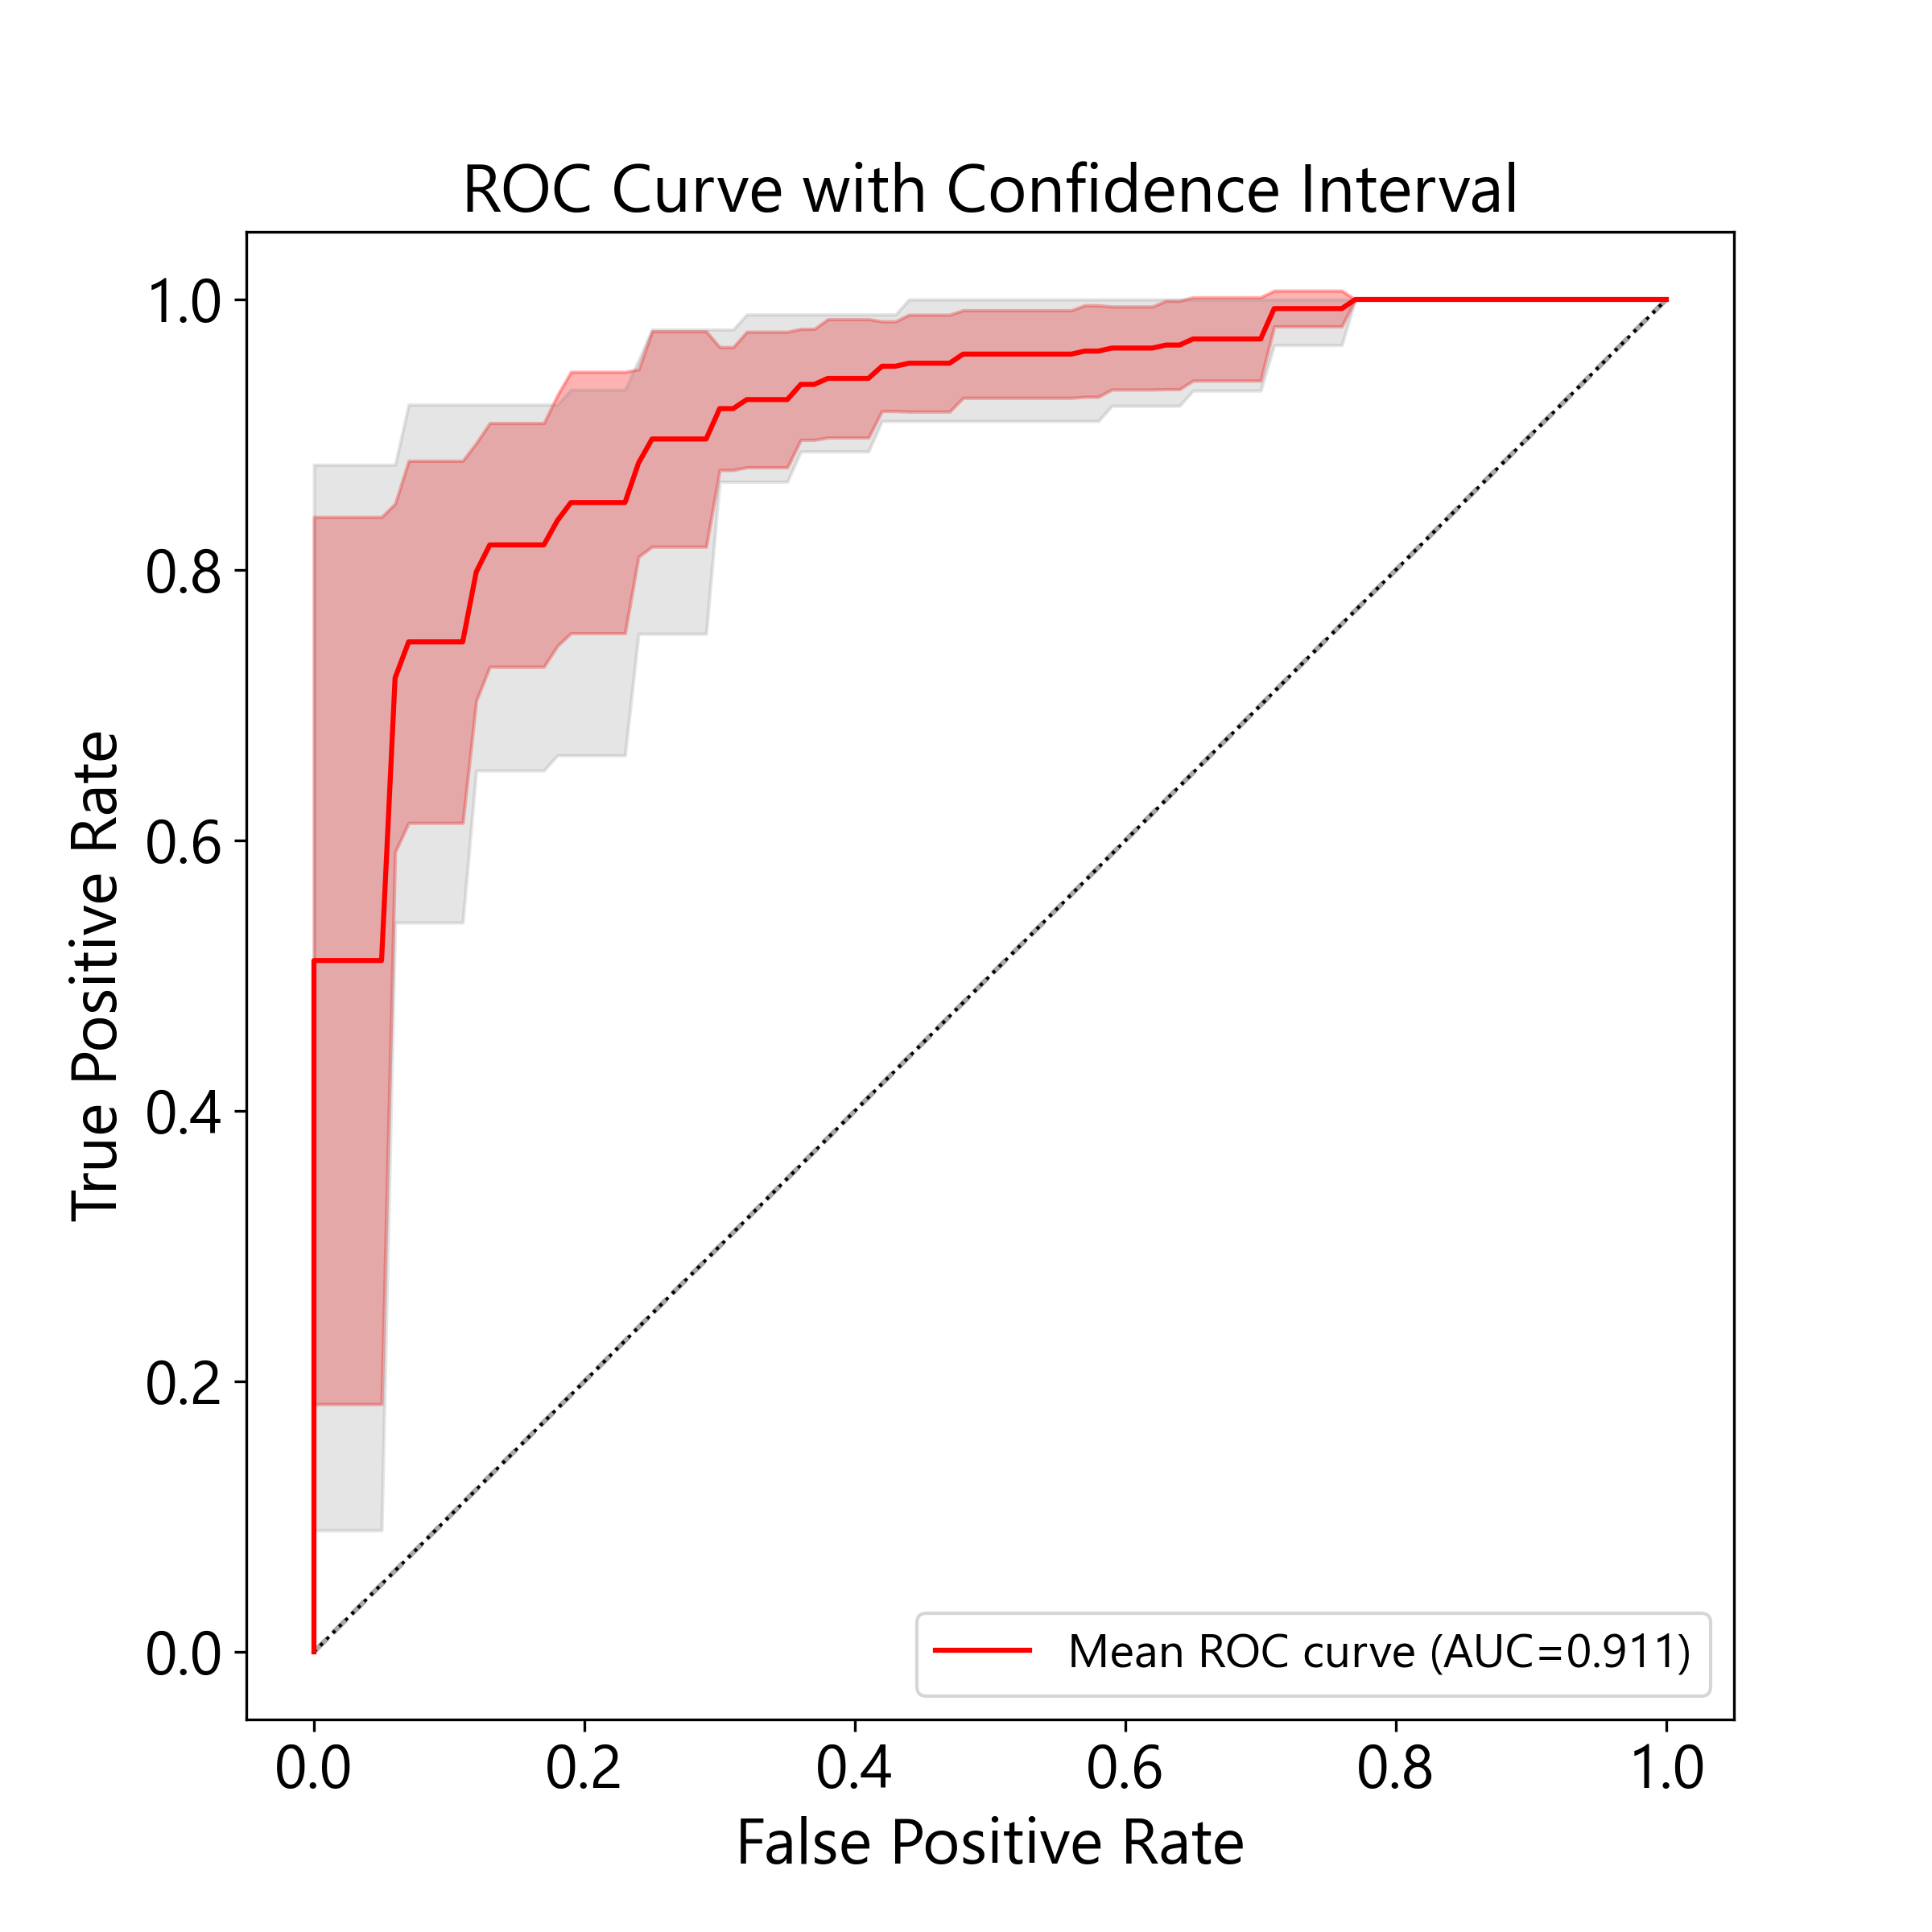 ROC Curve with Confidence Interval
True Positive Rate
1.0
0.8
0.6
0.4
0.2
0.0
0.0 0.2 0.4 0.6 0.8 1.0
False Positive Rate
Mean ROC curve (AUC=0.911)